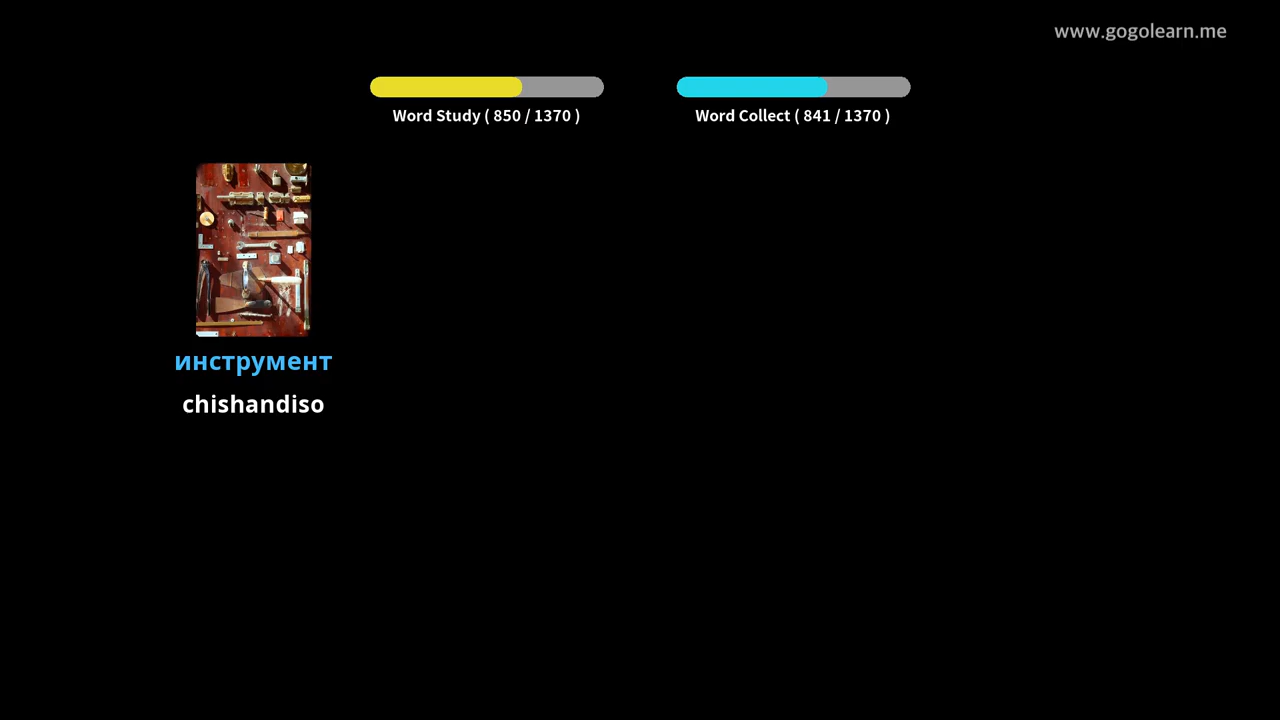 www.gogolearn.me
Word Study ( 850 / 1370 )
Word Collect ( 841 / 1370 )
инструмент
chishandiso